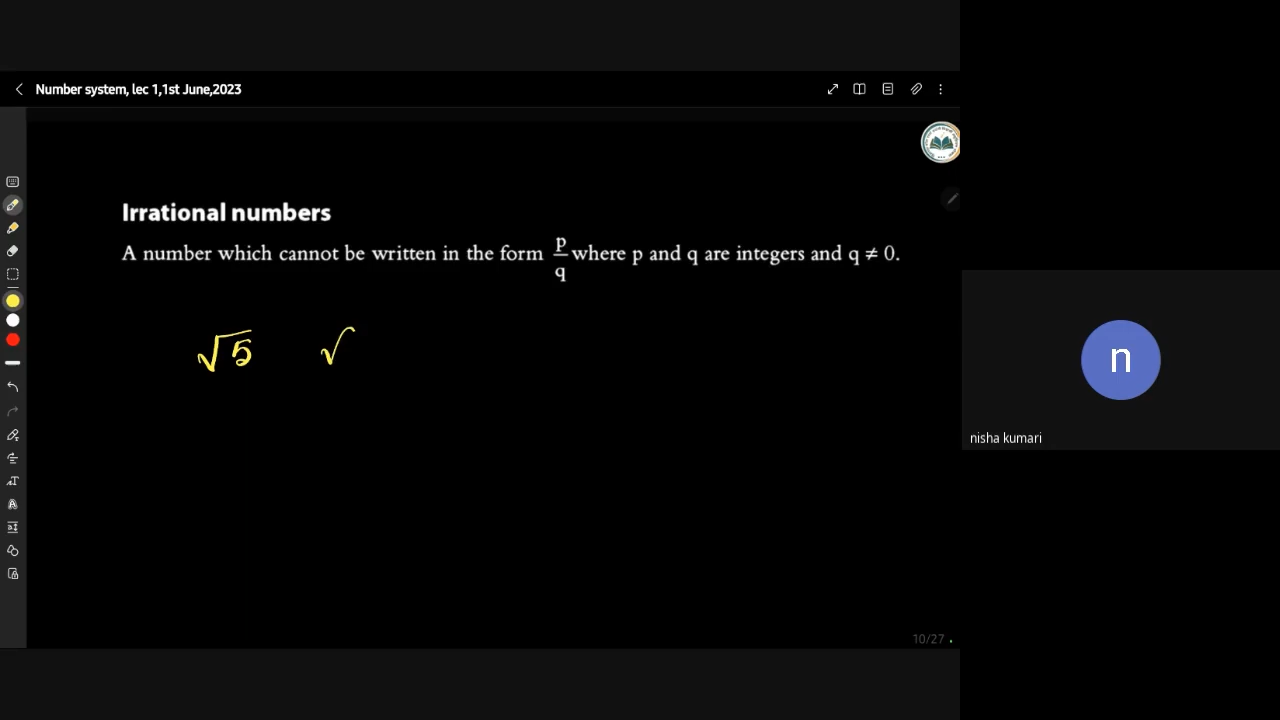 Number system, lec 1,1st June,2023
Irrational numbers
A number which cannot be written in the form p/q where p and q are integers and q ≠ 0.
√5 √
n
nisha kumari
10/27